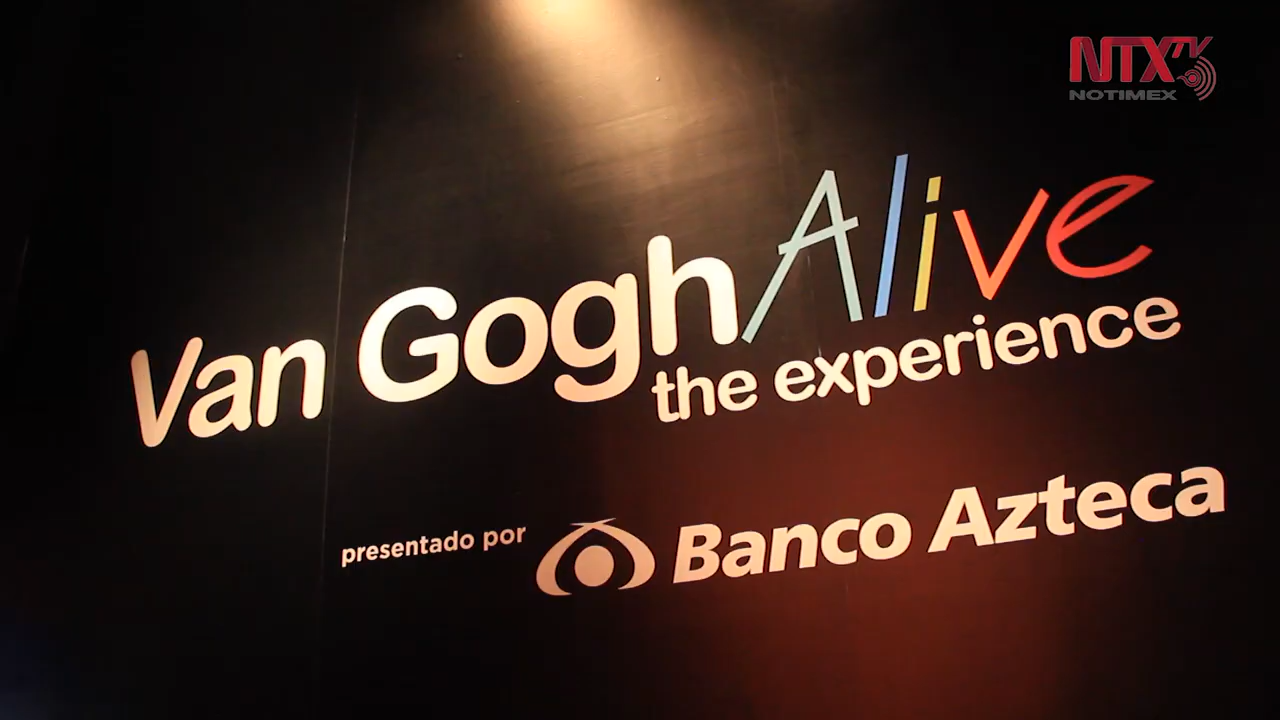 NTX TV
NOTIMEX
Van Gogh Alive
the experience
presentado por Banco Azteca